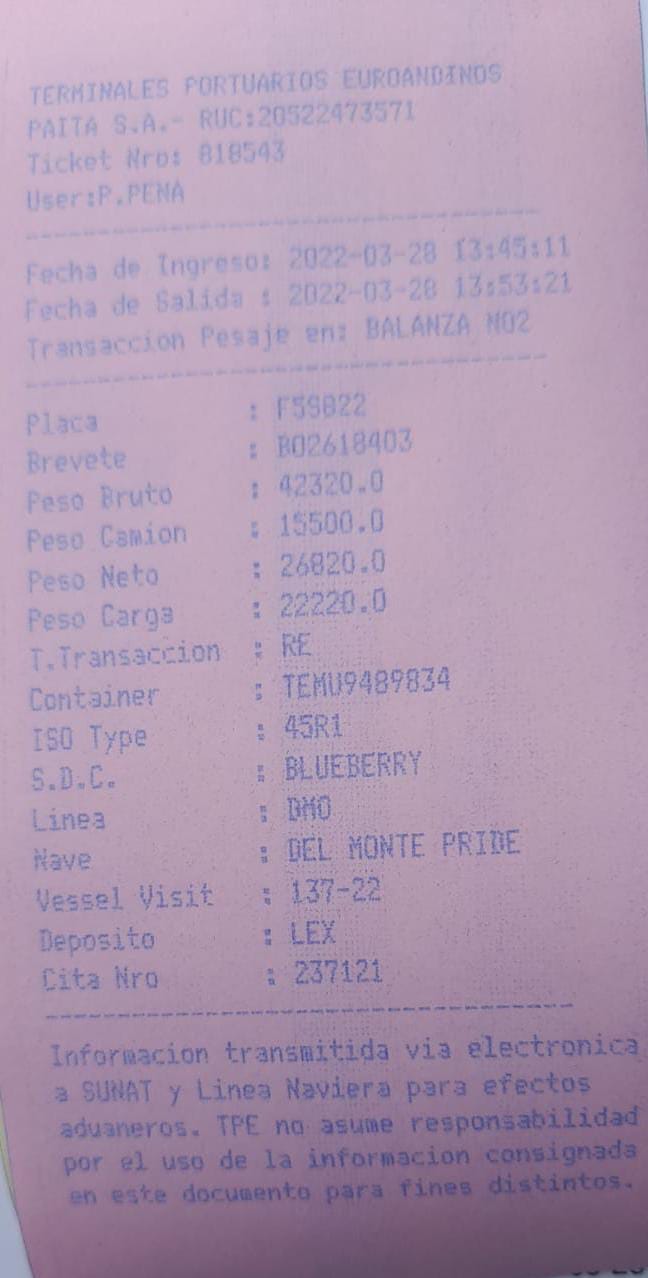 TERMINALES PORTUARIOS EUROANDINOS
PAITA S.A.- RUC:20522473571
Ticket Nro: 818543
User:P.PENA
Fecha de Ingreso: 2022-03-28 13:45:11
Fecha de Salida : 2022-03-28 13:53:21
Transaccion Pesaje en: BALANZA NO2
Placa : F5S822
Brevete : B02618403
Peso Bruto : 42320.0
Peso Camion : 15500.0
Peso Neto : 26820.0
Peso Carga : 22220.0
T.Transaccion : RE
Container : TEMU9489834
ISO Type : 45R1
S.D.C. : BLUEBERRY
Linea : DMO
Nave : DEL MONTE PRIDE
Vessel Visit : 137-22
Deposito : LEX
Cita Nro : 237121
Informacion transmitida via electronica
a SUNAT y Linea Naviera para efectos
aduaneros. TPE no asume responsabilidad
por el uso de la informacion consignada
en este documento para fines distintos.